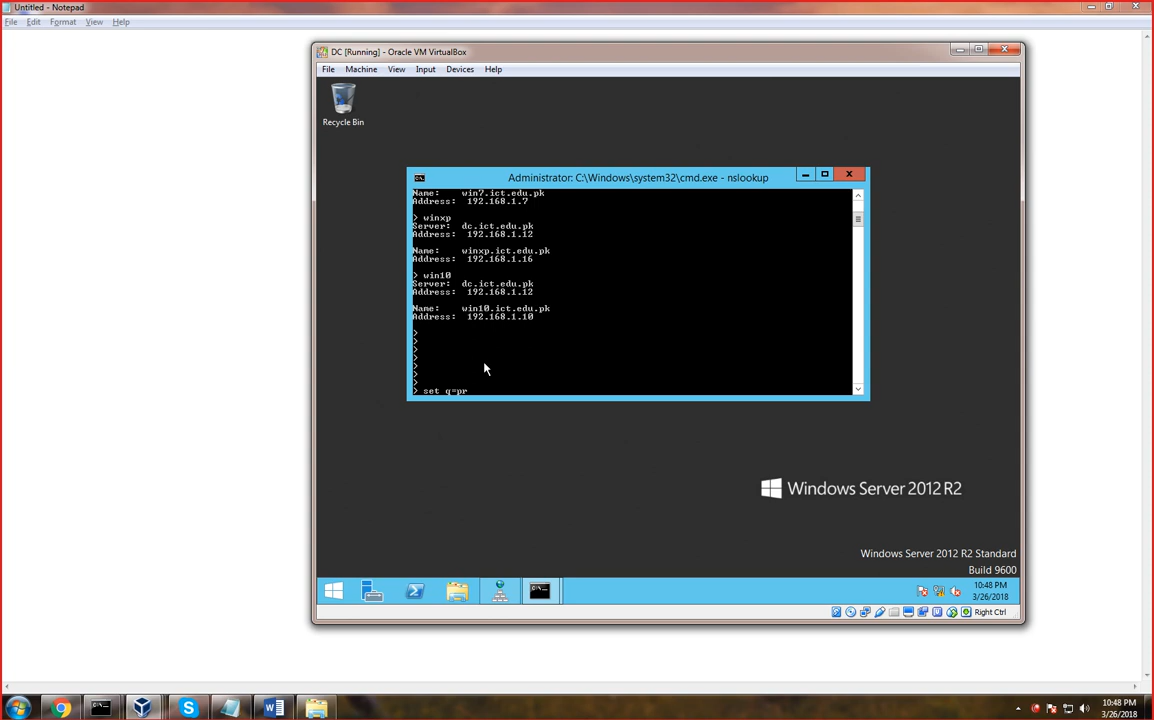 Untitled - Notepad
File Edit Format View Help
DC [Running] - Oracle VM VirtualBox
File Machine View Input Devices Help
Recycle Bin
Administrator: C:\Windows\system32\cmd.exe - nslookup
Name: win7.ict.edu.pk
Address: 192.168.1.7
> winxp
Server: dc.ict.edu.pk
Address: 192.168.1.12
Name: winxp.ict.edu.pk
Address: 192.168.1.16
> win10
Server: dc.ict.edu.pk
Address: 192.168.1.12
Name: win10.ict.edu.pk
Address: 192.168.1.10
>
>
>
>
>
>
>
> set q=pr
Windows Server 2012 R2
Windows Server 2012 R2 Standard
Build 9600
10:48 PM
3/26/2018
Right Ctrl
10:48 PM
3/26/2018